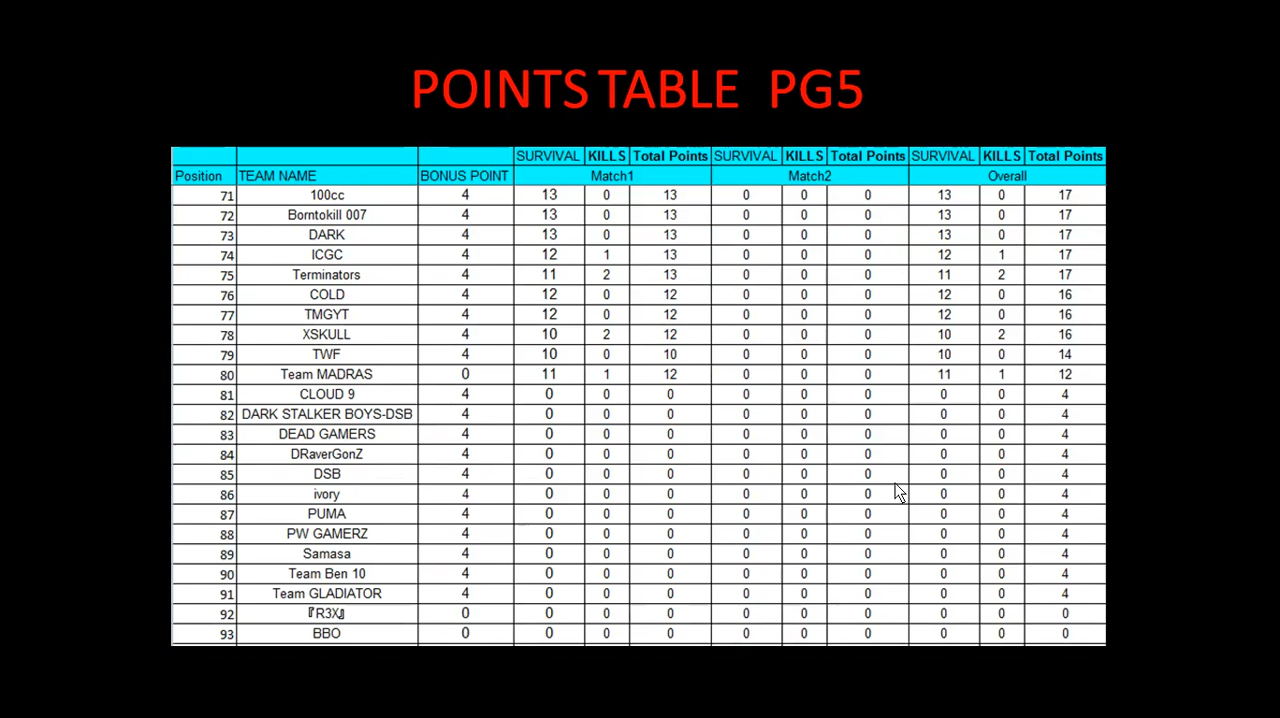 POINTS TABLE PG5
SURVIVAL KILLS Total Points SURVIVAL KILLS Total Points SURVIVAL KILLS Total Points
Position TEAM NAME BONUS POINT Match1 Match2 Overall
71 100cc 4 13 0 13 0 0 0 13 0 17
72 Borntokill 007 4 13 0 13 0 0 0 13 0 17
73 DARK 4 13 0 13 0 0 0 13 0 17
74 ICGC 4 12 1 13 0 0 0 12 1 17
75 Terminators 4 11 2 13 0 0 0 11 2 17
76 COLD 4 12 0 12 0 0 0 12 0 16
77 TMGYT 4 12 0 12 0 0 0 12 0 16
78 XSKULL 4 10 2 12 0 0 0 10 2 16
79 TWF 4 10 0 10 0 0 0 10 0 14
80 Team MADRAS 0 11 1 12 0 0 0 11 1 12
81 CLOUD 9 4 0 0 0 0 0 0 0 0 4
82 DARK STALKER BOYS-DSB 4 0 0 0 0 0 0 0 0 4
83 DEAD GAMERS 4 0 0 0 0 0 0 0 0 4
84 DRaverGonZ 4 0 0 0 0 0 0 0 0 4
85 DSB 4 0 0 0 0 0 0 0 0 4
86 ivory 4 0 0 0 0 0 0 0 0 4
87 PUMA 4 0 0 0 0 0 0 0 0 4
88 PW GAMERZ 4 0 0 0 0 0 0 0 0 4
89 Samasa 4 0 0 0 0 0 0 0 0 4
90 Team Ben 10 4 0 0 0 0 0 0 0 0 4
91 Team GLADIATOR 4 0 0 0 0 0 0 0 0 4
92 『R3X』 0 0 0 0 0 0 0 0 0 0
93 BBO 0 0 0 0 0 0 0 0 0 0